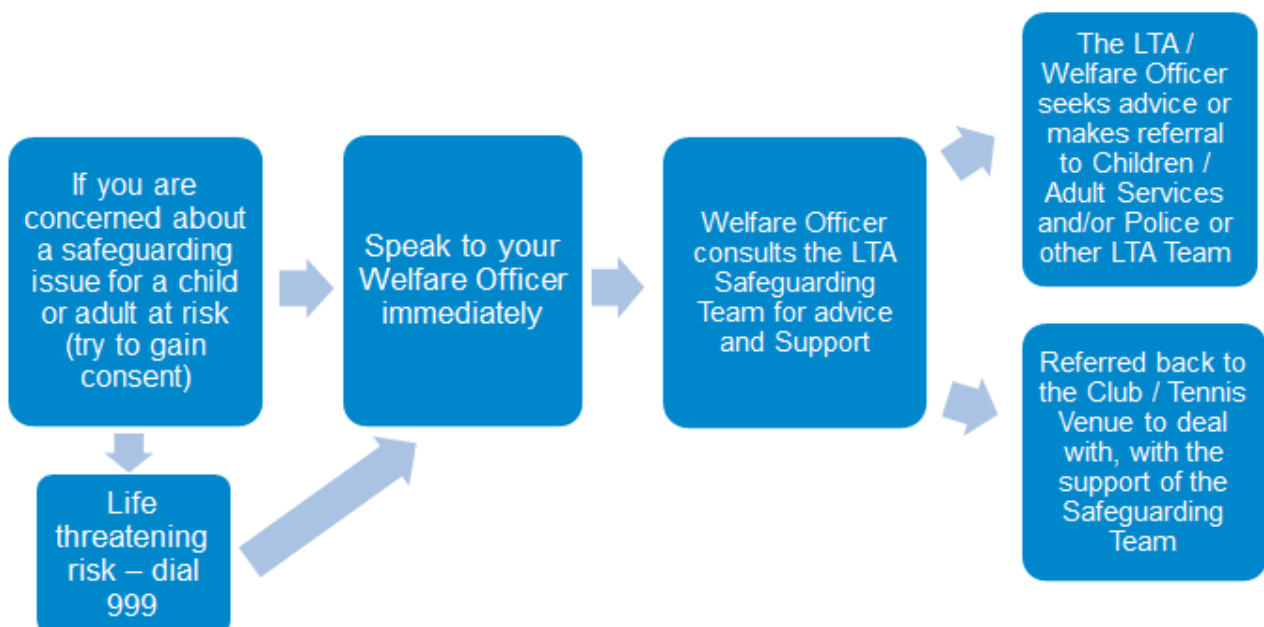 If you are
concerned about
a safeguarding
issue for a child
or adult at risk
(try to gain
consent)
Life
threatening
risk – dial
999
Speak to your
Welfare Officer
immediately
Welfare Officer
consults the LTA
Safeguarding
Team for advice
and Support
The LTA /
Welfare Officer
seeks advice or
makes referral
to Children /
Adult Services
and/or Police or
other LTA Team
Referred back to
the Club / Tennis
Venue to deal
with, with the
support of the
Safeguarding
Team